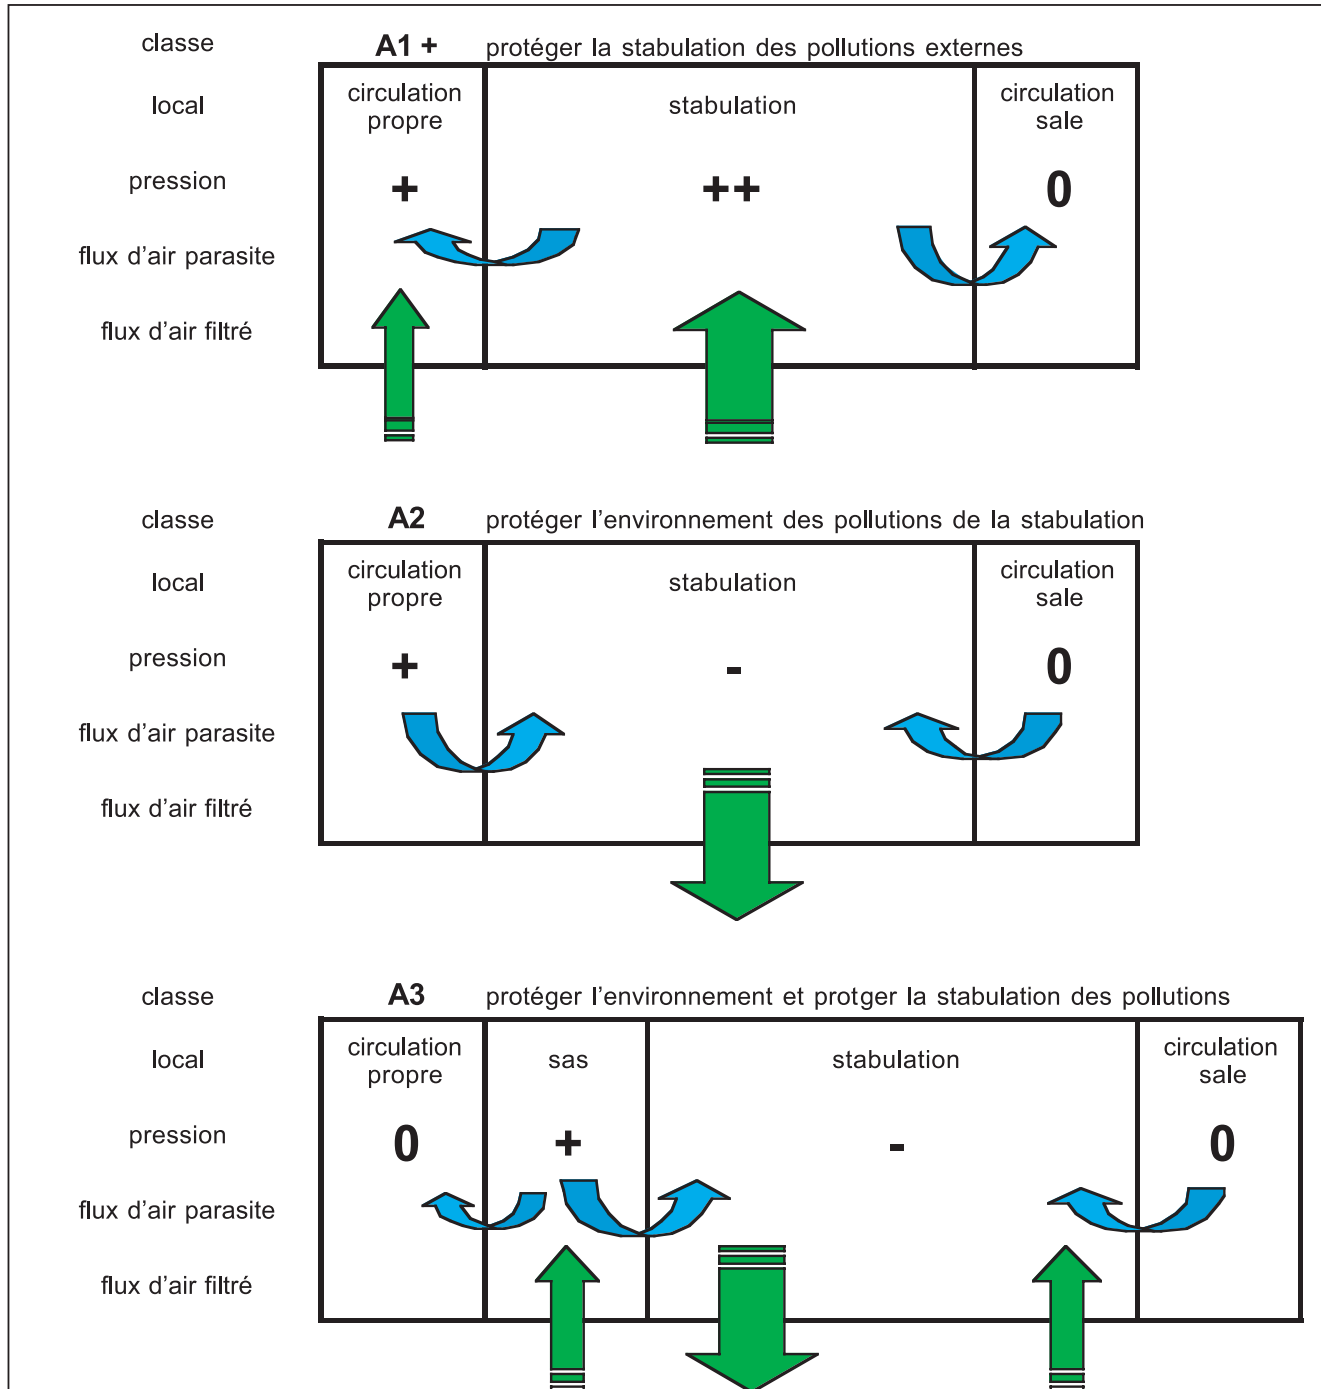 classe A1 + protéger la stabulation des pollutions externes
local circulation propre stabulation circulation sale
pression + ++ 0
flux d'air parasite
flux d'air filtré
classe A2 protéger l'environnement des pollutions de la stabulation
local circulation propre stabulation circulation sale
pression + - 0
flux d'air parasite
flux d'air filtré
classe A3 protéger l'environnement et protger la stabulation des pollutions
local circulation propre sas stabulation circulation sale
pression 0 + - 0
flux d'air parasite
flux d'air filtré